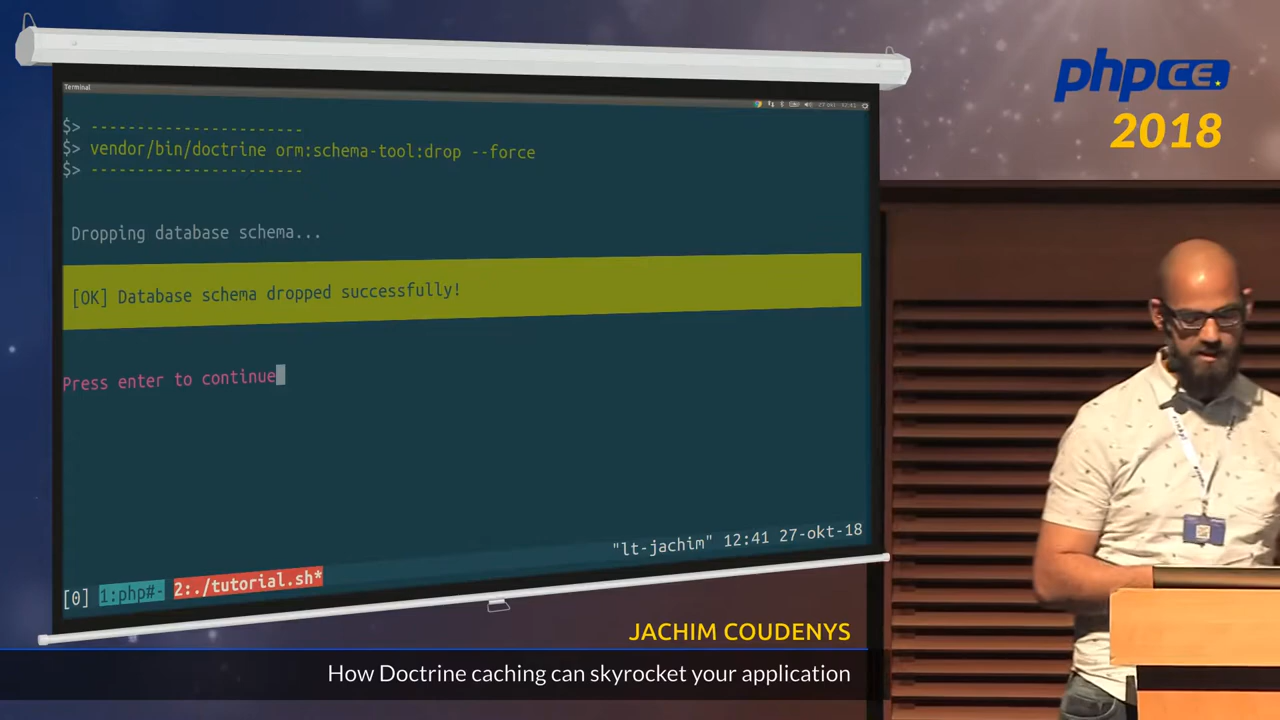 phpce.
2018
Terminal
$> -----------------------
$> vendor/bin/doctrine orm:schema-tool:drop --force
$> -----------------------
Dropping database schema...
[OK] Database schema dropped successfully!
Press enter to continue
"lt-jachim" 12:41 27-okt-18
[0] 1:php#- 2:./tutorial.sh*
JACHIM COUDENYS
How Doctrine caching can skyrocket your application